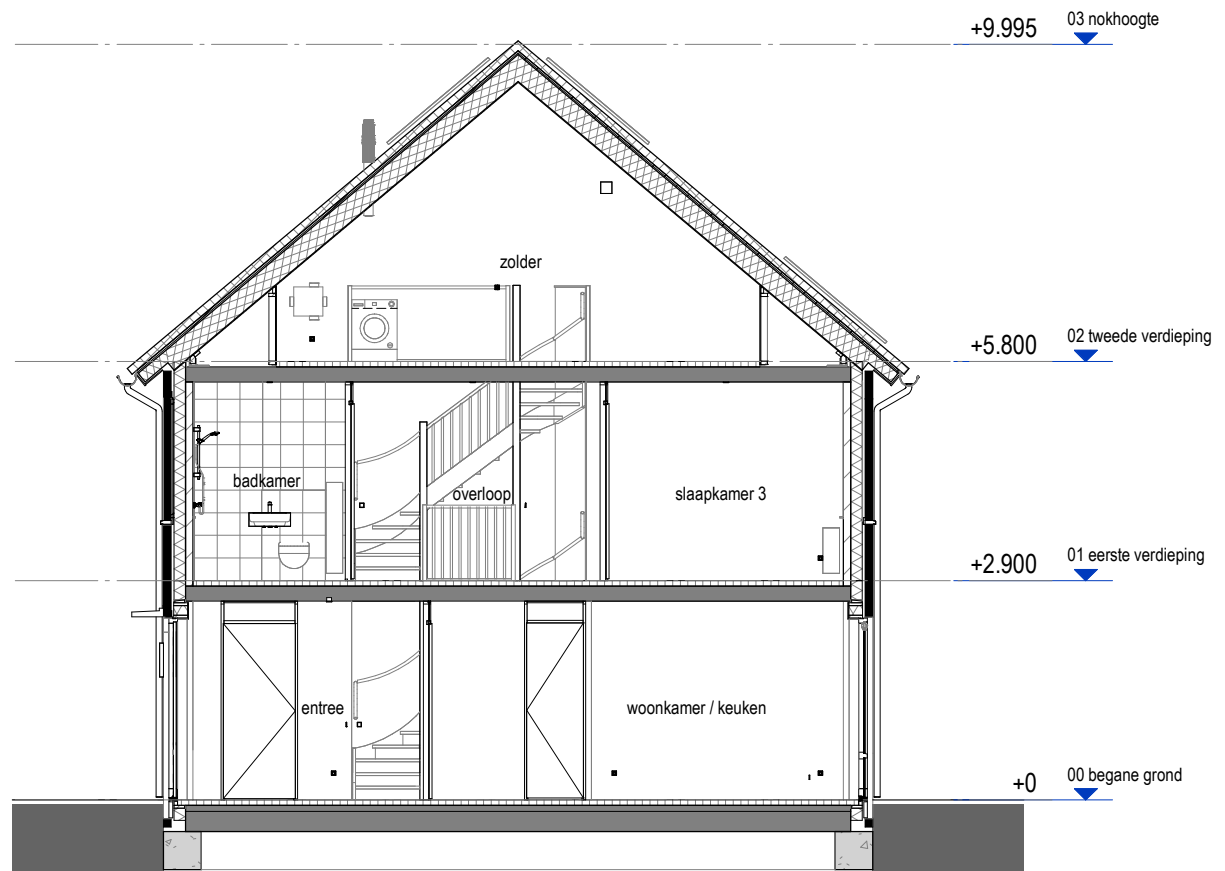 +9.995 03 nokhoogte
zolder
+5.800 02 tweede verdieping
badkamer overloop slaapkamer 3
+2.900 01 eerste verdieping
entree woonkamer / keuken
+0 00 begane grond